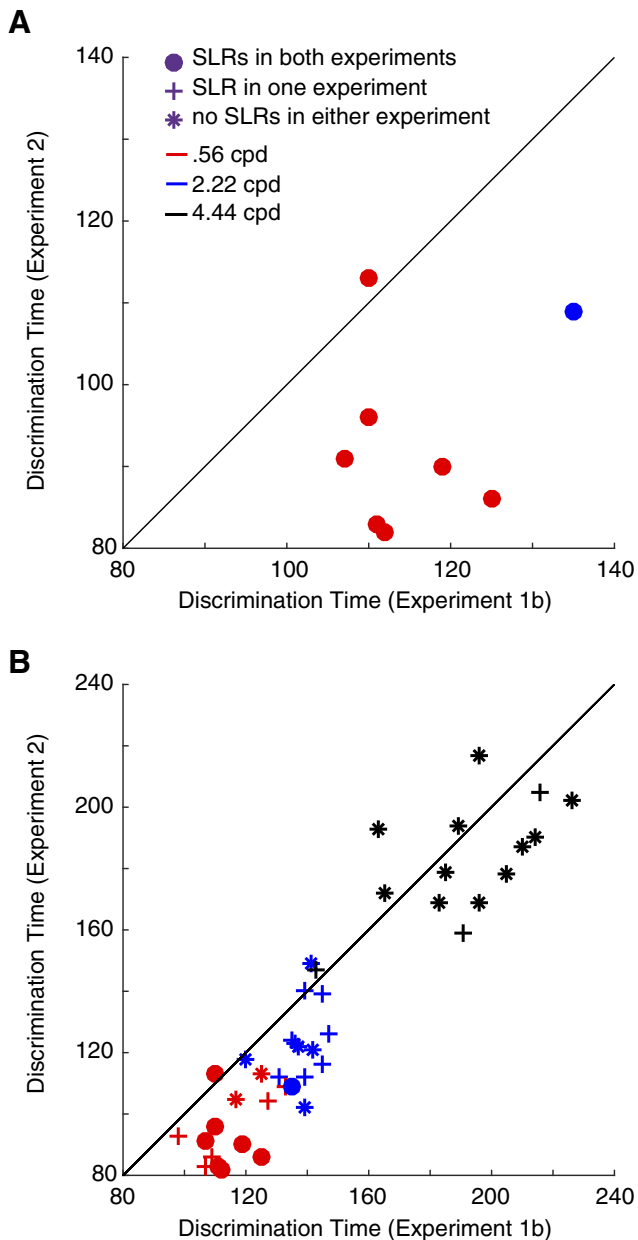 A
140
SLRs in both experiments
SLR in one experiment
no SLRs in either experiment
.56 cpd
2.22 cpd
4.44 cpd
120
100
80
Discrimination Time (Experiment 2)
80 100 120 140
Discrimination Time (Experiment 1b)
B
240
200
160
120
80
Discrimination Time (Experiment 2)
80 120 160 200 240
Discrimination Time (Experiment 1b)